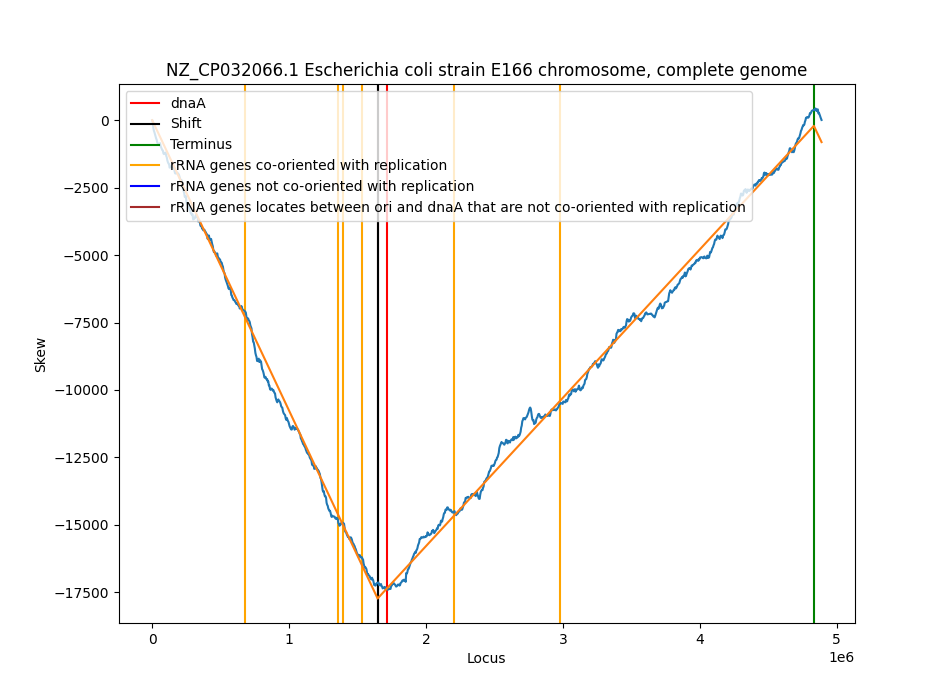 NZ_CP032066.1 Escherichia coli strain E166 chromosome, complete genome
dnaA
Shift
Terminus
rRNA genes co-oriented with replication
rRNA genes not co-oriented with replication
rRNA genes locates between ori and dnaA that are not co-oriented with replication
0
−2500
−5000
−7500
−10000
−12500
−15000
−17500
Skew
0 1 2 3 4 5
1e6
Locus